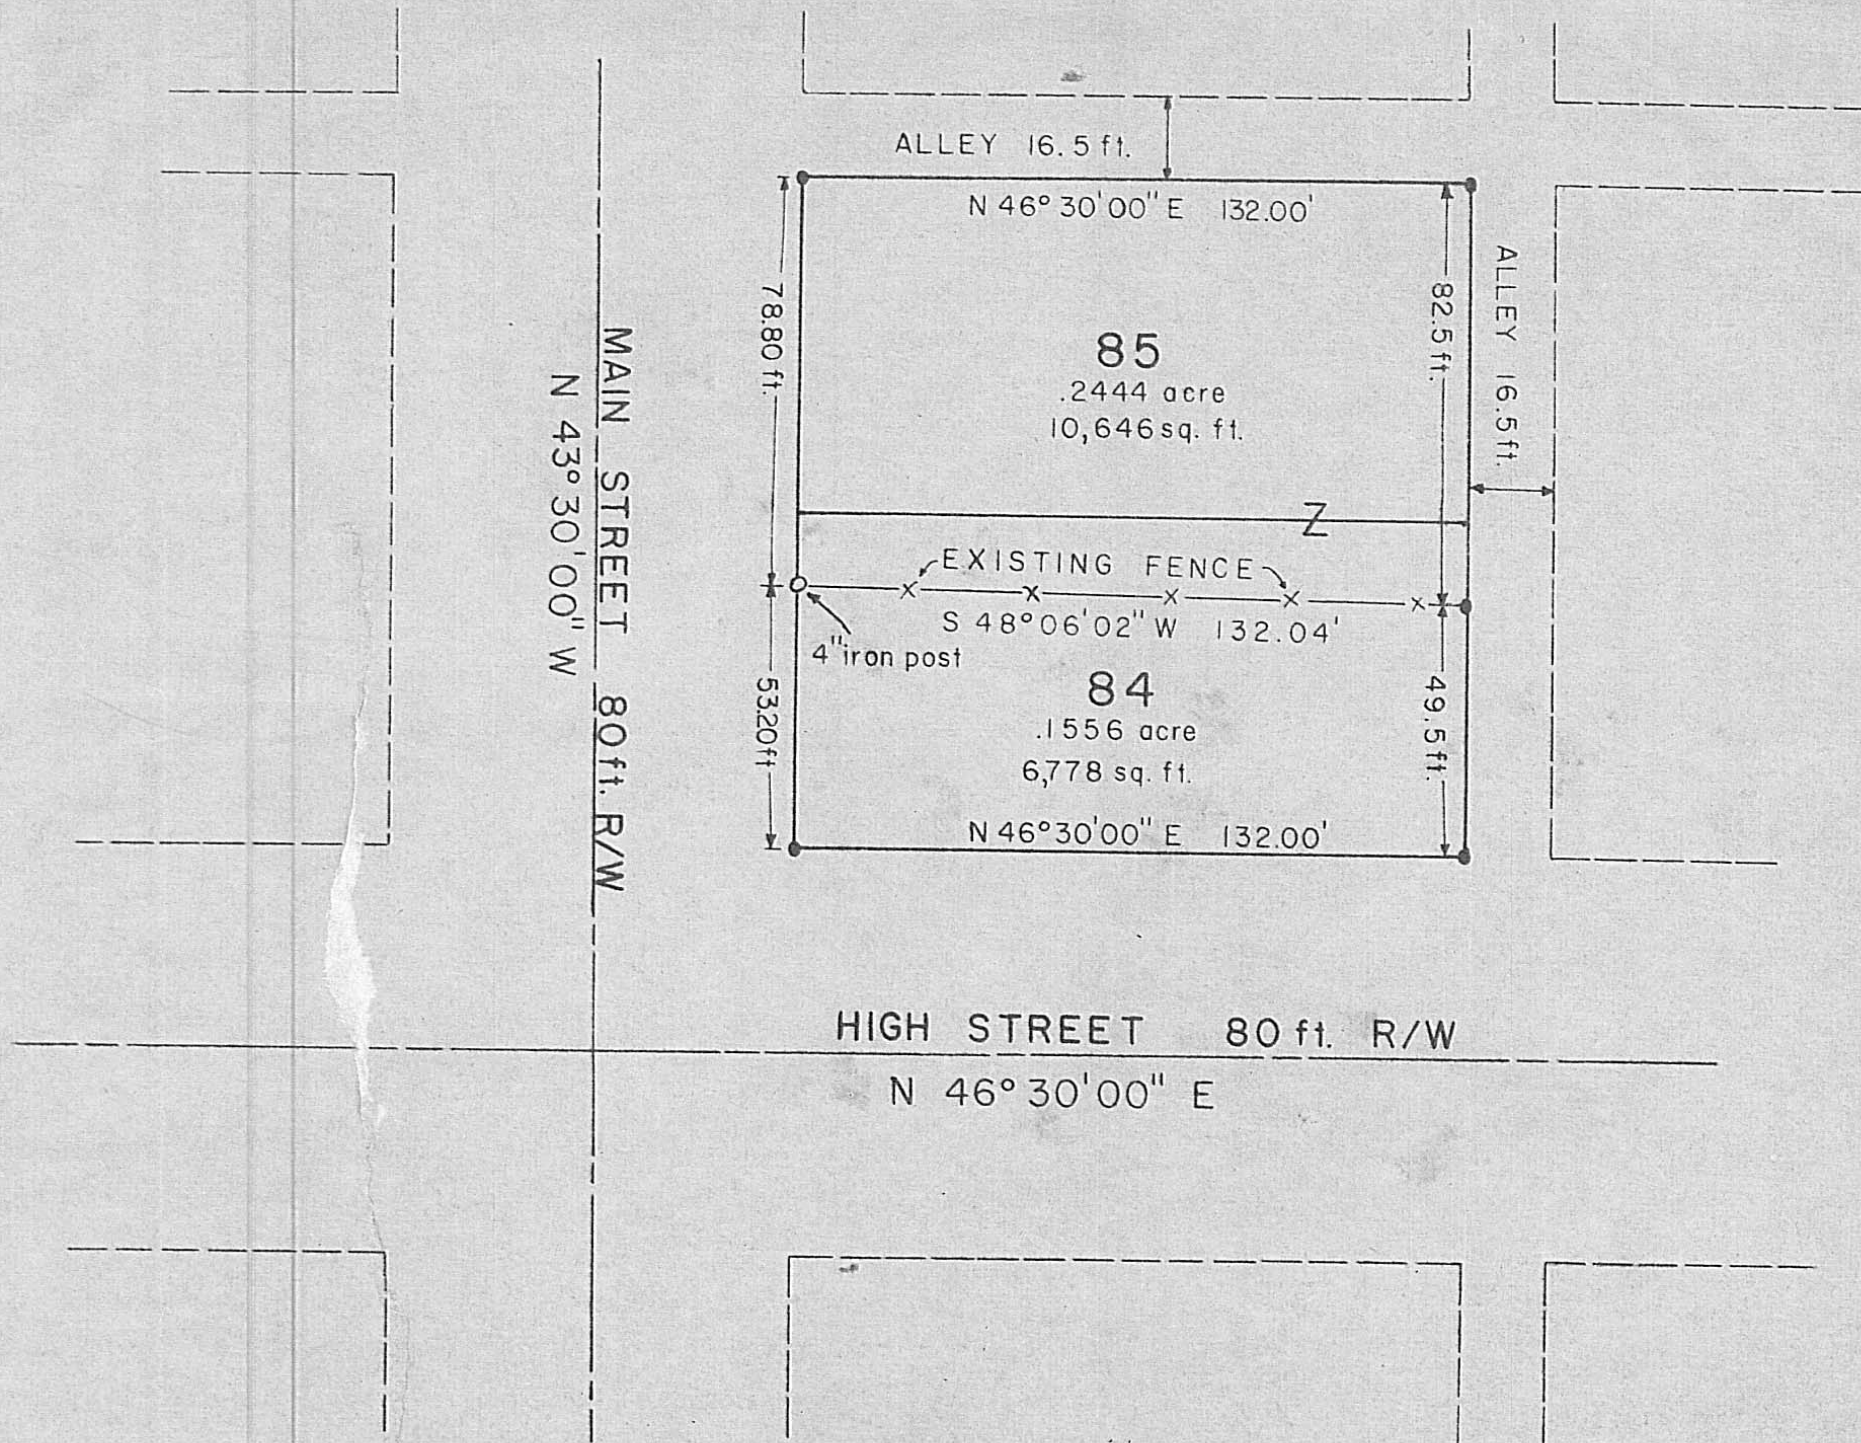 ALLEY 16.5 ft.
N 46° 30' 00" E 132.00'
78.80 ft.
82.5 ft.
ALLEY 16.5 ft.
85
.2444 acre
10,646 sq. ft.
MAIN STREET 80 ft. R/W
N 43° 30' 00" W
Z
EXISTING FENCE
S 48° 06' 02" W 132.04'
4" iron post
84
.1556 acre
6,778 sq. ft.
53.20 ft.
49.5 ft.
N 46° 30' 00" E 132.00'
HIGH STREET 80 ft. R/W
N 46° 30' 00" E